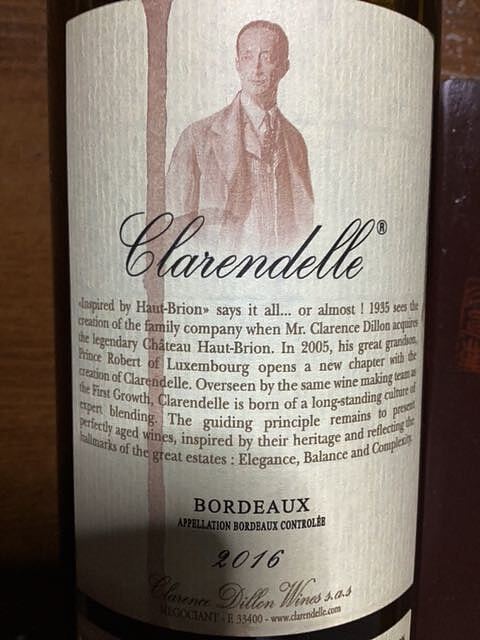 Clarendelle®
«Inspired by Haut-Brion» says it all... or almost ! 1935 sees the
creation of the family company when Mr. Clarence Dillon acquires
the legendary Château Haut-Brion. In 2005, his great grandson,
Prince Robert of Luxembourg opens a new chapter with the
creation of Clarendelle. Overseen by the same wine making team as
the First Growth, Clarendelle is born of a long-standing culture of
expert blending. The guiding principle remains to present
perfectly aged wines, inspired by their heritage and reflecting the
hallmarks of the great estates : Elegance, Balance and Complexity.
BORDEAUX
APPELLATION BORDEAUX CONTROLÉE
2016
Clarence Dillon Wines s.a.s
NEGOCIANT - F 33400 - www.clarendelle.com